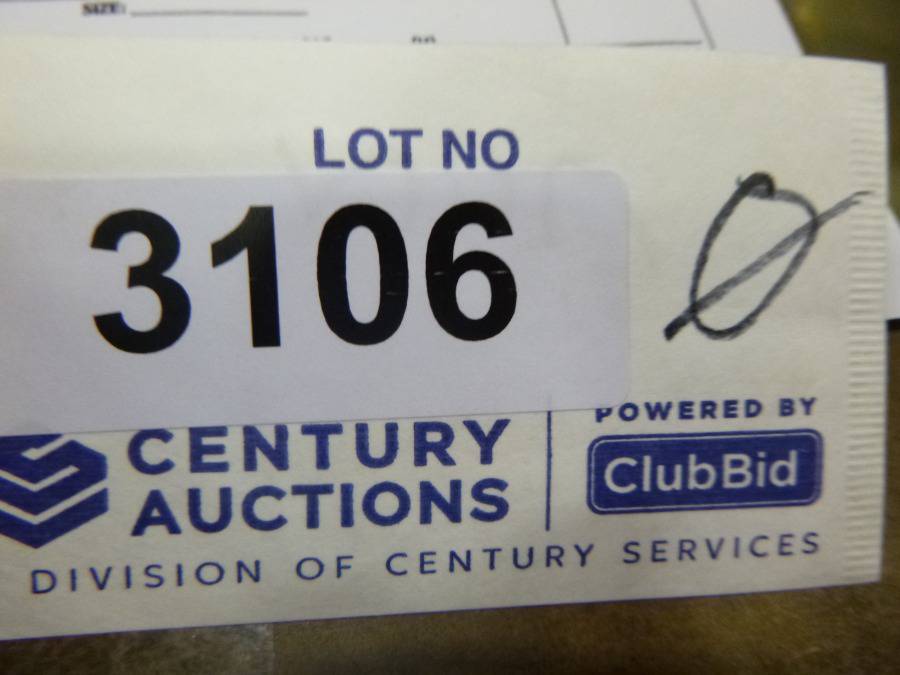 SIZE:
LOT NO
3106
Ø
CENTURY
AUCTIONS
POWERED BY
ClubBid
DIVISION OF CENTURY SERVICES